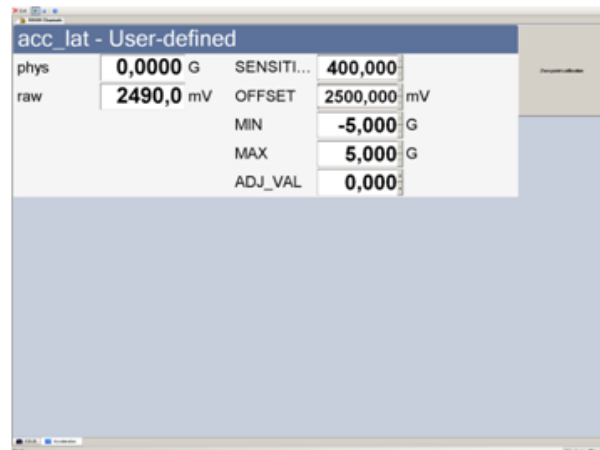 acc_lat - User-defined
phys 0,0000 G SENSITI... 400,000
raw 2490,0 mV OFFSET 2500,000 mV
MIN -5,000 G
MAX 5,000 G
ADJ_VAL 0,000